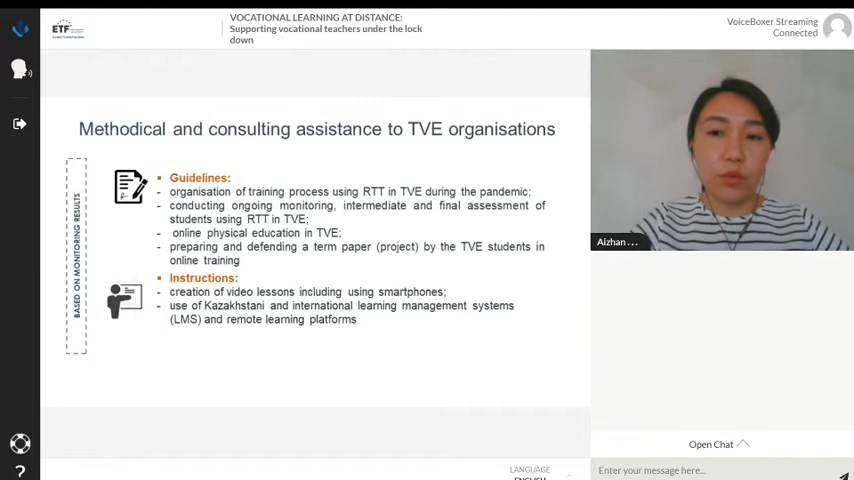 ETF
VOCATIONAL LEARNING AT DISTANCE:
Supporting vocational teachers under the lock
down
VoiceBoxer Streaming
Connected
Methodical and consulting assistance to TVE organisations
BASED ON MONITORING RESULTS
▪ Guidelines:
- organisation of training process using RTT in TVE during the pandemic;
- conducting ongoing monitoring, intermediate and final assessment of
students using RTT in TVE;
- online physical education in TVE;
- preparing and defending a term paper (project) by the TVE students in
online training
▪ Instructions:
- creation of video lessons including using smartphones;
- use of Kazakhstani and international learning management systems
(LMS) and remote learning platforms
Aizhan ...
Open Chat
Enter your message here...
LANGUAGE
ENGLISH
?